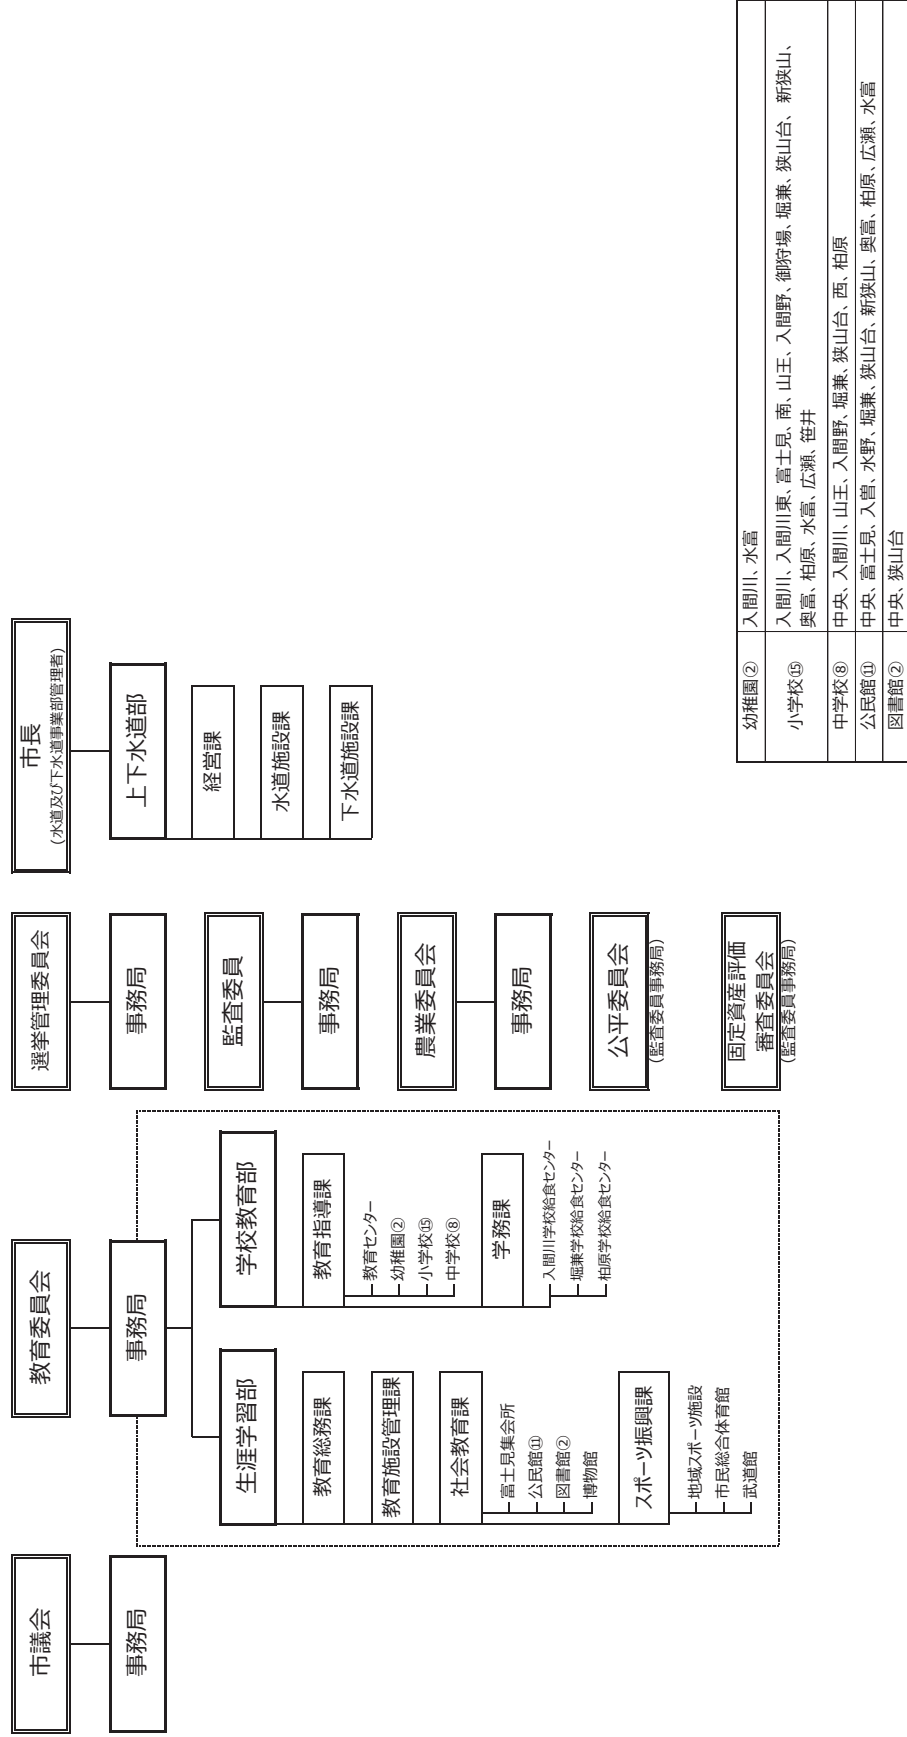 市議会
事務局
教育委員会
事務局
生涯学習部
教育総務課
教育施設管理課
社会教育課
富士見集会所
公民館⑪
図書館②
博物館
スポーツ振興課
地域スポーツ施設
市民総合体育館
武道館
学校教育部
教育指導課
教育センター
幼稚園②
小学校⑮
中学校⑧
学務課
入間川学校給食センター
堀兼学校給食センター
柏原学校給食センター
選挙管理委員会
事務局
監査委員
事務局
農業委員会
事務局
公平委員会
（監査委員事務局）
固定資産評価
審査委員会
（監査委員事務局）
市長
（水道及び下水道事業部管理者）
上下水道部
経営課
水道施設課
下水道施設課
幼稚園② 入間川、水富
小学校⑮ 入間川、入間川東、富士見、南、山王、入間野、御狩場、堀兼、狭山台、新狭山、
奥富、柏原、水富、広瀬、笹井
中学校⑧ 中央、入間川、山王、入間野、堀兼、狭山台、西、柏原
公民館⑪ 中央、富士見、入曽、水野、堀兼、狭山台、新狭山、奥富、柏原、広瀬、水富
図書館② 中央、狭山台